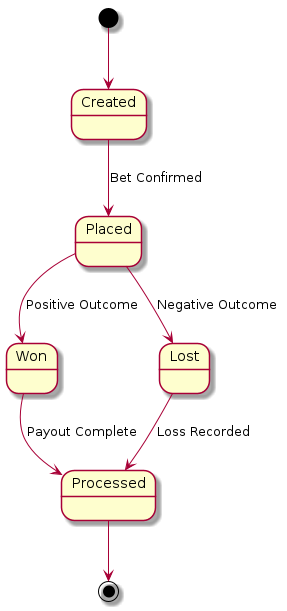 Created
Bet Confirmed
Placed
Positive Outcome
Negative Outcome
Won
Lost
Payout Complete
Loss Recorded
Processed